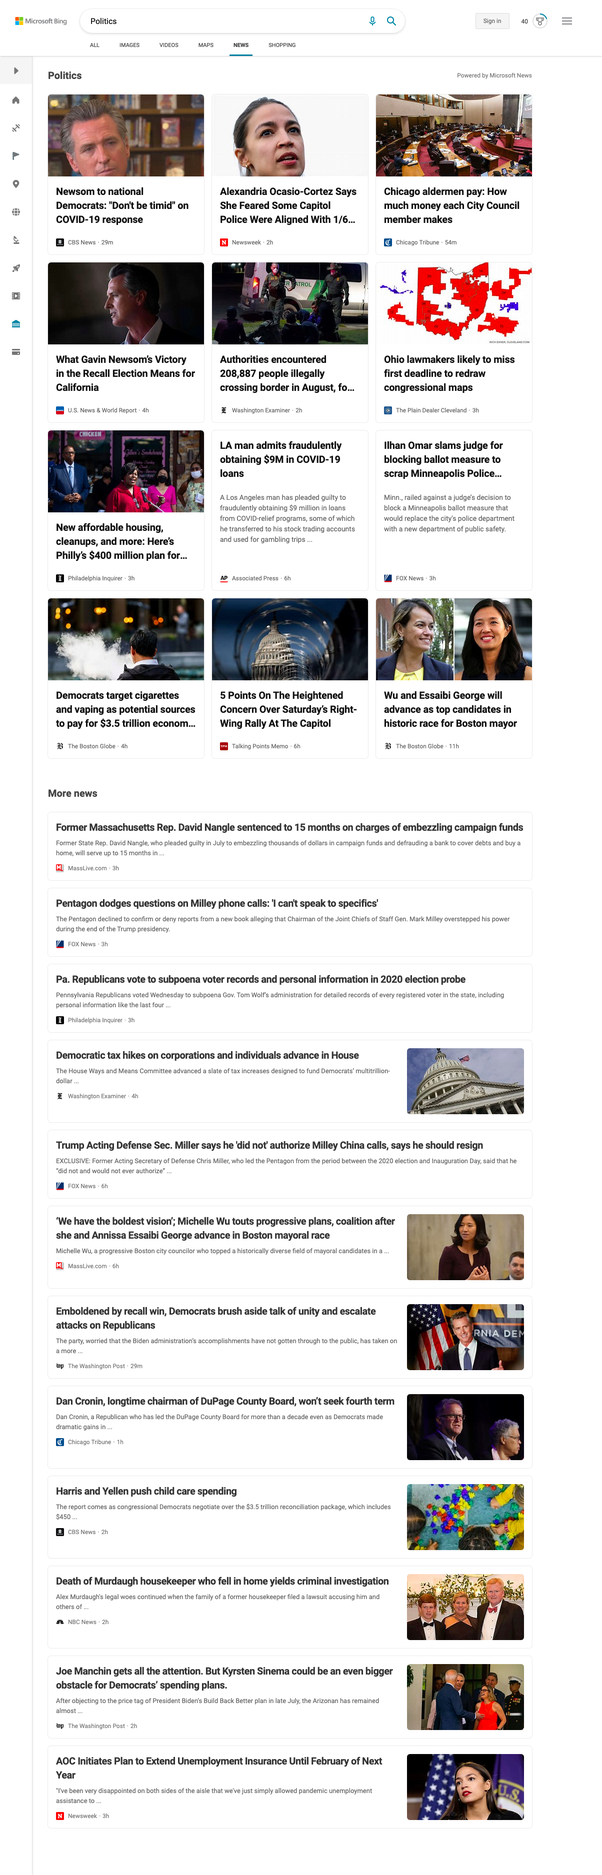 Microsoft Bing
Politics
Sign in
40
ALL
IMAGES
VIDEOS
MAPS
NEWS
SHOPPING
Politics
Powered by Microsoft News
Newsom to national
Democrats: "Don't be timid" on
COVID-19 response
CBS News · 29m
Alexandria Ocasio-Cortez Says
She Feared Some Capitol
Police Were Aligned With 1/6...
Newsweek · 2h
Chicago aldermen pay: How
much money each City Council
member makes
Chicago Tribune · 54m
What Gavin Newsom's Victory
in the Recall Election Means for
California
U.S. News & World Report · 4h
Authorities encountered
208,887 people illegally
crossing border in August, fo...
Washington Examiner · 2h
Ohio lawmakers likely to miss
first deadline to redraw
congressional maps
The Plain Dealer Cleveland · 3h
New affordable housing,
cleanups, and more: Here's
Philly's $400 million plan for...
Philadelphia Inquirer · 3h
LA man admits fraudulently
obtaining $9M in COVID-19
loans
A Los Angeles man has pleaded guilty to
fraudulently obtaining $9 million in loans
from COVID-relief programs, some of which
he transferred to his stock trading accounts
and used for gambling trips ...
AP Associated Press · 6h
Ilhan Omar slams judge for
blocking ballot measure to
scrap Minneapolis Police...
Minn., railed against a judge's decision to
block a Minneapolis ballot measure that
would replace the city's police department
with a new department of public safety.
FOX News · 3h
Democrats target cigarettes
and vaping as potential sources
to pay for $3.5 trillion econom...
The Boston Globe · 4h
5 Points On The Heightened
Concern Over Saturday's Right-
Wing Rally At The Capitol
Talking Points Memo · 6h
Wu and Essaibi George will
advance as top candidates in
historic race for Boston mayor
The Boston Globe · 11h
More news
Former Massachusetts Rep. David Nangle sentenced to 15 months on charges of embezzling campaign funds
Former State Rep. David Nangle, who pleaded guilty in July to embezzling thousands of dollars in campaign funds and defrauding a bank to cover debts and buy a
home, will serve up to 15 months in ...
MassLive.com · 3h
Pentagon dodges questions on Milley phone calls: 'I can't speak to specifics'
The Pentagon declined to confirm or deny reports from a new book alleging that Chairman of the Joint Chiefs of Staff Gen. Mark Milley overstepped his power
during the end of the Trump presidency.
FOX News · 3h
Pa. Republicans vote to subpoena voter records and personal information in 2020 election probe
Pennsylvania Republicans voted Wednesday to subpoena Gov. Tom Wolf's administration for detailed records of every registered voter in the state, including
personal information like the last four ...
Philadelphia Inquirer · 3h
Democratic tax hikes on corporations and individuals advance in House
The House Ways and Means Committee advanced a slate of tax increases designed to fund Democrats' multitrillion-
dollar ...
Washington Examiner · 4h
Trump Acting Defense Sec. Miller says he 'did not' authorize Milley China calls, says he should resign
EXCLUSIVE: Former Acting Secretary of Defense Chris Miller, who led the Pentagon from the period between the 2020 election and Inauguration Day, said that he
"did not and would not ever authorize" ...
FOX News · 6h
'We have the boldest vision'; Michelle Wu touts progressive plans, coalition after
she and Annissa Essaibi George advance in Boston mayoral race
Michelle Wu, a progressive Boston city councilor who topped a historically diverse field of mayoral candidates in a ...
MassLive.com · 6h
Emboldened by recall win, Democrats brush aside talk of unity and escalate
attacks on Republicans
The party, worried that the Biden administration's accomplishments have not gotten through to the public, has taken on
a more ...
wp The Washington Post · 29m
Dan Cronin, longtime chairman of DuPage County Board, won't seek fourth term
Dan Cronin, a Republican who has led the DuPage County Board for more than a decade even as Democrats made
dramatic gains in ...
Chicago Tribune · 1h
Harris and Yellen push child care spending
The report comes as congressional Democrats negotiate over the $3.5 trillion reconciliation package, which includes
$450 ...
CBS News · 2h
Death of Murdaugh housekeeper who fell in home yields criminal investigation
Alex Murdaugh's legal woes continued when the family of a former housekeeper filed a lawsuit accusing him and
others of ...
NBC News · 2h
Joe Manchin gets all the attention. But Kyrsten Sinema could be an even bigger
obstacle for Democrats' spending plans.
After objecting to the price tag of President Biden's Build Back Better plan in late July, the Arizonan has remained
almost ...
wp The Washington Post · 2h
AOC Initiates Plan to Extend Unemployment Insurance Until February of Next
Year
"I've been very disappointed on both sides of the aisle that we've just simply allowed pandemic unemployment
assistance to ...
Newsweek · 3h